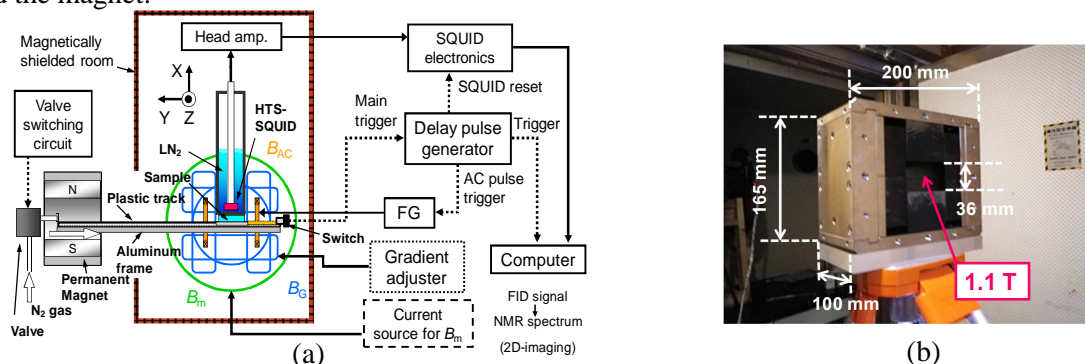 d the magnet.
Magnetically
shielded room
Head amp.
SQUID
electronics
X
Y
Z
HTS-
SQUID
LN2
BAC
Sample
Plastic track
Valve
switching
circuit
N
S
Aluminum
frame
Permanent
Magnet
N2 gas
Valve
Bm
BG
Main
trigger
SQUID reset
Delay pulse
generator
Trigger
AC pulse
trigger
FG
Switch
Gradient
adjuster
Current
source for Bm
Computer
FID signal
NMR spectrum
(2D-imaging)
(a)
200 mm
165 mm
36 mm
100 mm
1.1 T
(b)